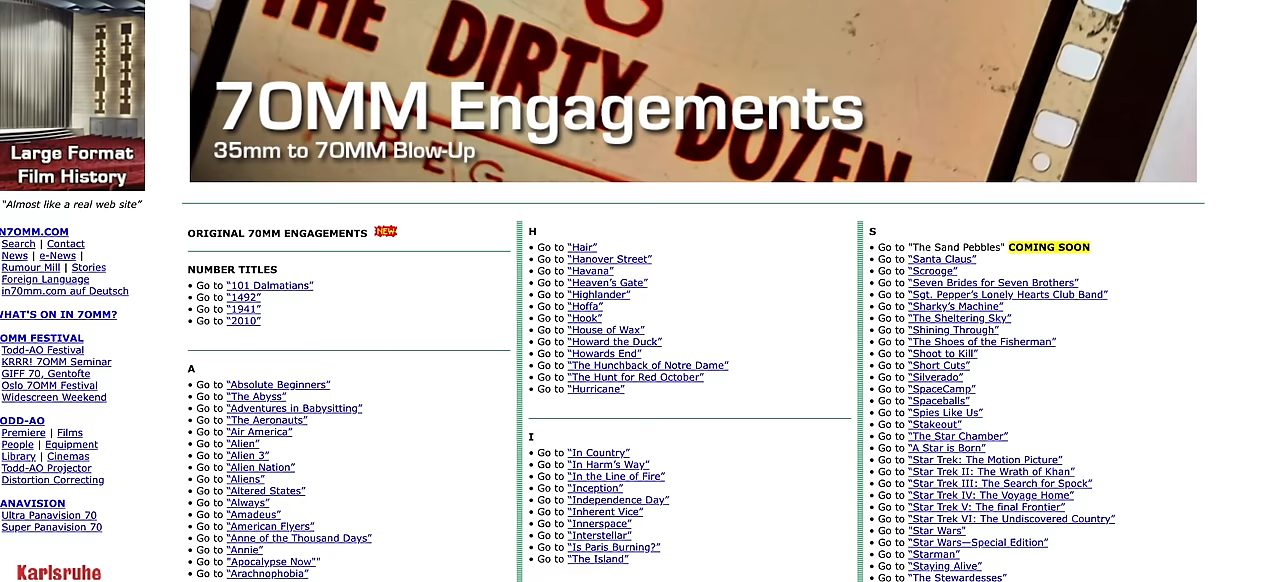 THE DIRTY DOZEN
REG
70MM Engagements
35mm to 70MM Blow-Up
Large Format
Film History
“Almost like a real web site”
N70MM.COM
Search | Contact
News | e-News |
Rumour Mill | Stories
Foreign Language
in70mm.com auf Deutsch
WHAT'S ON IN 70MM?
OMM FESTIVAL
Todd-AO Festival
KRRR! 70MM Seminar
GIFF 70, Gentofte
Oslo 70MM Festival
Widescreen Weekend
ODD-AO
Premiere | Films
People | Equipment
Library | Cinemas
Todd-AO Projector
Distortion Correcting
ANAVISION
Ultra Panavision 70
Super Panavision 70
Karlsruhe
ORIGINAL 70MM ENGAGEMENTS NEW
NUMBER TITLES
• Go to “101 Dalmatians”
• Go to “1492”
• Go to “1941”
• Go to “2010”
A
• Go to “Absolute Beginners”
• Go to “The Abyss”
• Go to “Adventures in Babysitting”
• Go to “The Aeronauts”
• Go to “Air America”
• Go to “Alien”
• Go to “Alien 3”
• Go to “Alien Nation”
• Go to “Aliens”
• Go to “Altered States”
• Go to “Always”
• Go to “Amadeus”
• Go to “American Flyers”
• Go to “Anne of the Thousand Days”
• Go to “Annie”
• Go to “Apocalypse Now””
• Go to “Arachnophobia”
H
• Go to “Hair”
• Go to “Hanover Street”
• Go to “Havana”
• Go to “Heaven’s Gate”
• Go to “Highlander”
• Go to “Hoffa”
• Go to “Hook”
• Go to “House of Wax”
• Go to “Howard the Duck”
• Go to “Howards End”
• Go to “The Hunchback of Notre Dame”
• Go to “The Hunt for Red October”
• Go to “Hurricane”
I
• Go to “In Country”
• Go to “In Harm’s Way”
• Go to “In the Line of Fire”
• Go to “Inception”
• Go to “Independence Day”
• Go to “Inherent Vice”
• Go to “Innerspace”
• Go to “Interstellar”
• Go to “Is Paris Burning?”
• Go to “The Island”
S
• Go to "The Sand Pebbles" COMING SOON
• Go to “Santa Claus”
• Go to “Scrooge”
• Go to “Seven Brides for Seven Brothers”
• Go to “Sgt. Pepper’s Lonely Hearts Club Band”
• Go to “Sharky’s Machine”
• Go to “The Sheltering Sky”
• Go to “Shining Through”
• Go to “The Shoes of the Fisherman”
• Go to “Shoot to Kill”
• Go to “Short Cuts”
• Go to “Silverado”
• Go to “SpaceCamp”
• Go to “Spaceballs”
• Go to “Spies Like Us”
• Go to “Stakeout”
• Go to “The Star Chamber”
• Go to “A Star is Born”
• Go to “Star Trek: The Motion Picture”
• Go to “Star Trek II: The Wrath of Khan”
• Go to “Star Trek III: The Search for Spock”
• Go to “Star Trek IV: The Voyage Home”
• Go to “Star Trek V: The final Frontier”
• Go to “Star Trek VI: The Undiscovered Country”
• Go to “Star Wars”
• Go to “Star Wars—Special Edition”
• Go to “Starman”
• Go to “Staying Alive”
• Go to “The Stewardesses”